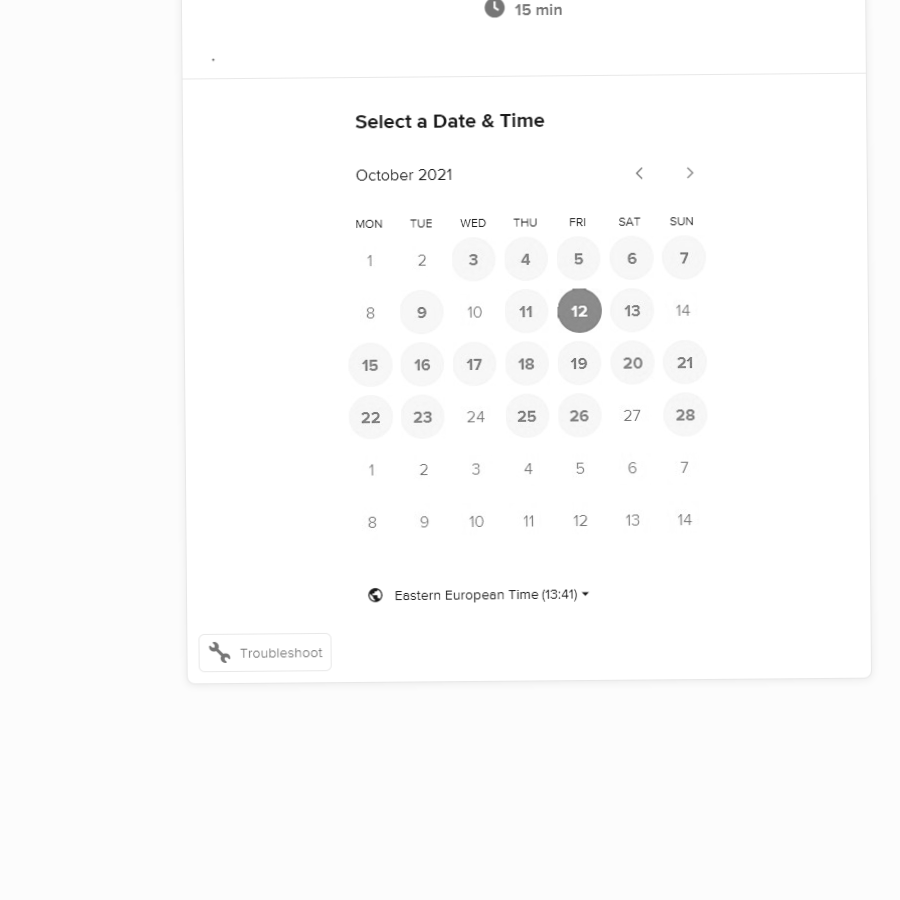 15 min
.
Select a Date & Time
October 2021
MON TUE WED THU FRI SAT SUN
1 2 3 4 5 6 7
8 9 10 11 12 13 14
15 16 17 18 19 20 21
22 23 24 25 26 27 28
1 2 3 4 5 6 7
8 9 10 11 12 13 14
Eastern European Time (13:41)
Troubleshoot